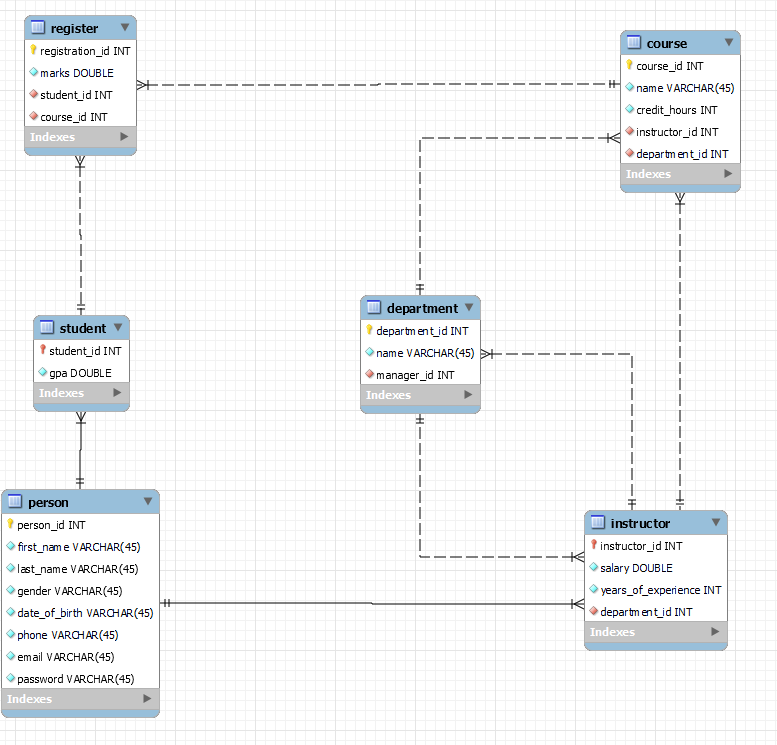 register
registration_id INT
marks DOUBLE
student_id INT
course_id INT
Indexes
course
course_id INT
name VARCHAR(45)
credit_hours INT
instructor_id INT
department_id INT
Indexes
student
student_id INT
gpa DOUBLE
Indexes
department
department_id INT
name VARCHAR(45)
manager_id INT
Indexes
person
person_id INT
first_name VARCHAR(45)
last_name VARCHAR(45)
gender VARCHAR(45)
date_of_birth VARCHAR(45)
phone VARCHAR(45)
email VARCHAR(45)
password VARCHAR(45)
Indexes
instructor
instructor_id INT
salary DOUBLE
years_of_experience INT
department_id INT
Indexes